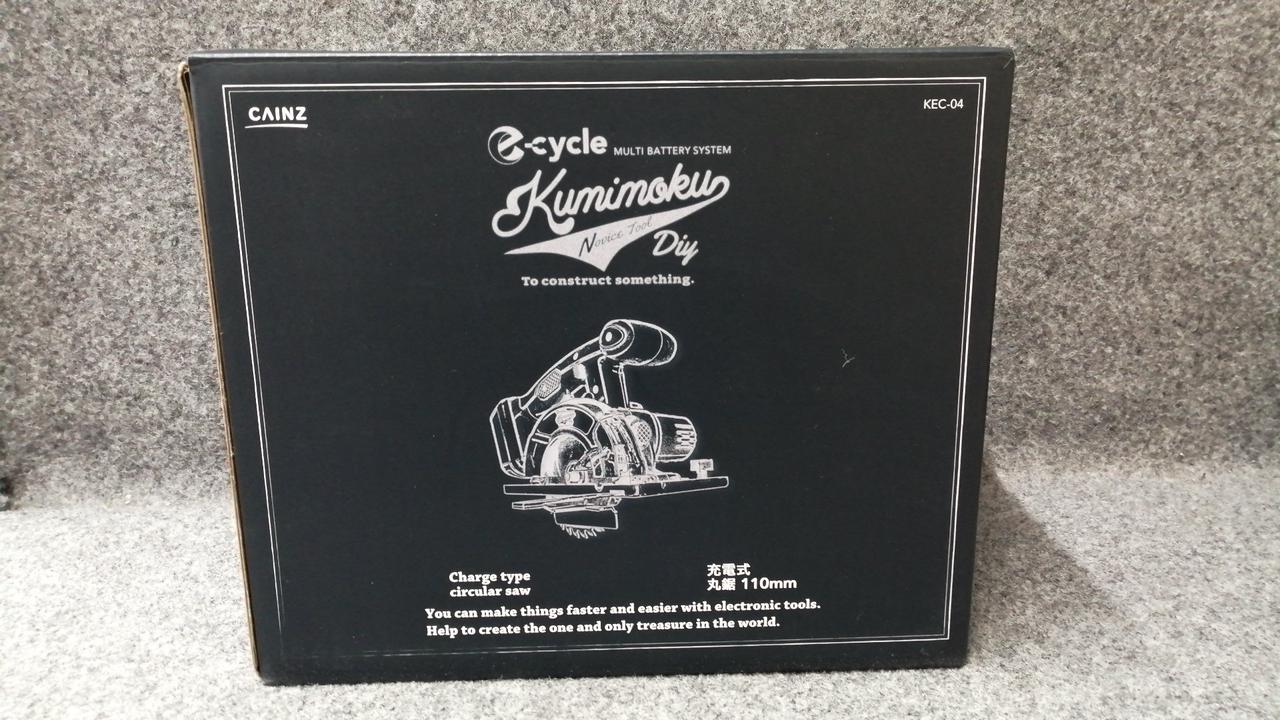 CAINZ
KEC-04
e-cycle MULTI BATTERY SYSTEM
Kumimoku
Novice Tool
Diy
To construct something.
Charge type
circular saw
充電式
丸鋸 110mm
You can make things faster and easier with electronic tools.
Help to create the one and only treasure in the world.